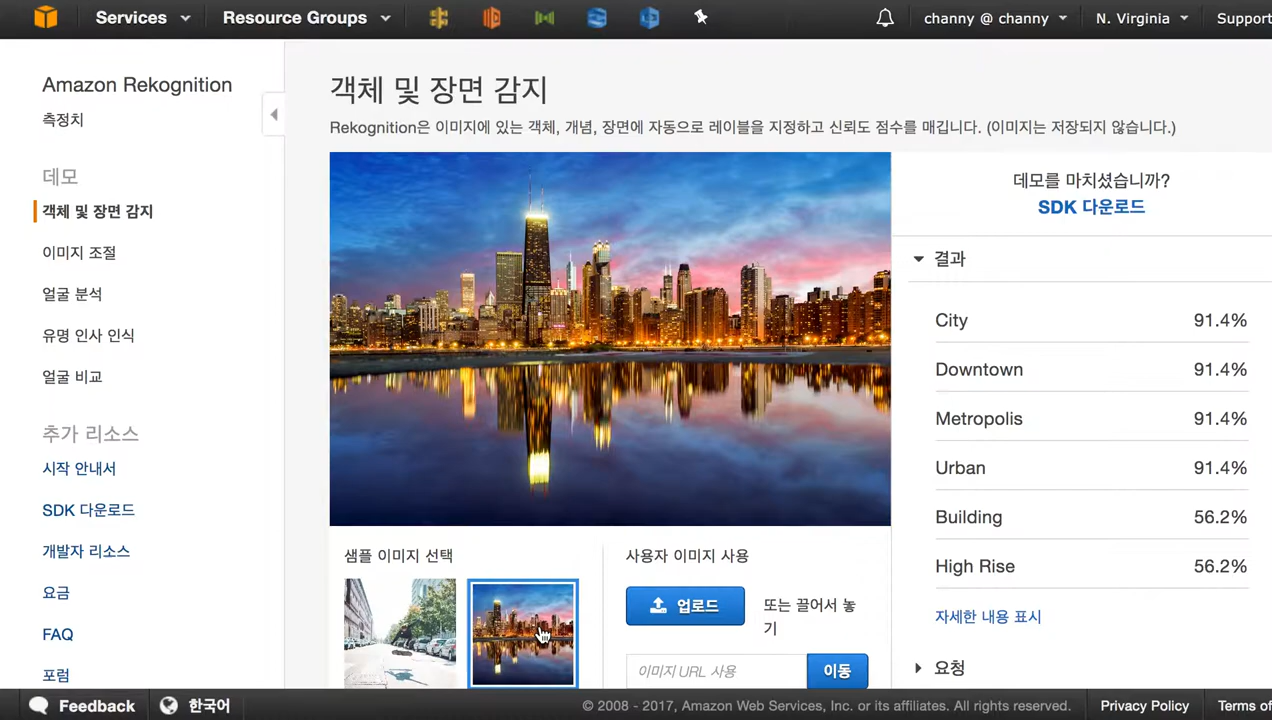 Services
Resource Groups
channy @ channy
N. Virginia
Support
Amazon Rekognition
측정치
데모
객체 및 장면 감지
이미지 조절
얼굴 분석
유명 인사 인식
얼굴 비교
추가 리소스
시작 안내서
SDK 다운로드
개발자 리소스
요금
FAQ
포럼
객체 및 장면 감지
Rekognition은 이미지에 있는 객체, 개념, 장면에 자동으로 레이블을 지정하고 신뢰도 점수를 매깁니다. (이미지는 저장되지 않습니다.)
샘플 이미지 선택
사용자 이미지 사용
업로드
또는 끌어서 놓
기
이미지 URL 사용
이동
데모를 마치셨습니까?
SDK 다운로드
결과
City 91.4%
Downtown 91.4%
Metropolis 91.4%
Urban 91.4%
Building 56.2%
High Rise 56.2%
자세한 내용 표시
요청
Feedback
한국어
© 2008 - 2017, Amazon Web Services, Inc. or its affiliates. All rights reserved.
Privacy Policy
Terms of